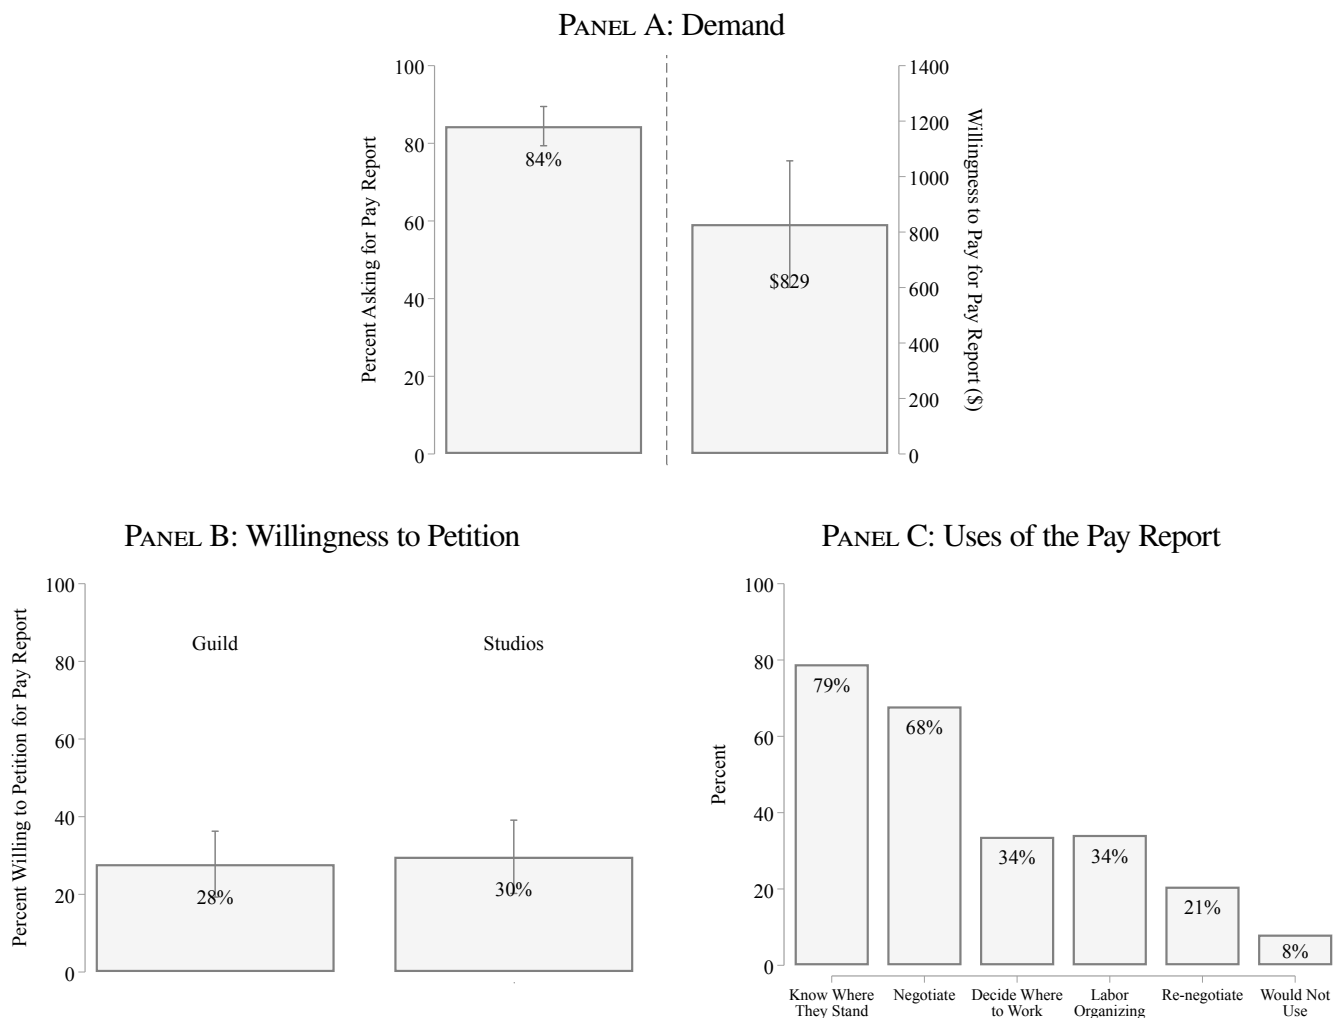 PANEL A: Demand
100
80
60
40
20
0
Percent Asking for Pay Report
84%
$829
1400
1200
1000
800
600
400
200
0
Willingness to Pay for Pay Report ($)
PANEL B: Willingness to Petition
100
80
60
40
20
0
Percent Willing to Petition for Pay Report
Guild
Studios
28%
30%
PANEL C: Uses of the Pay Report
100
80
60
40
20
0
Percent
79%
68%
34%
34%
21%
8%
Know Where
They Stand
Negotiate
Decide Where
to Work
Labor
Organizing
Re-negotiate
Would Not
Use